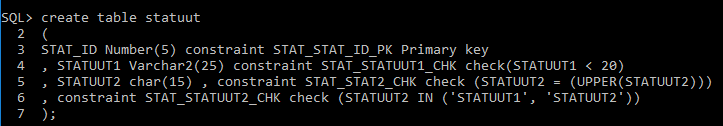 SQL> create table statuut
2 (
3 STAT_ID Number(5) constraint STAT_STAT_ID_PK Primary key
4 , STATUUT1 Varchar2(25) constraint STAT_STATUUT1_CHK check(STATUUT1 < 20)
5 , STATUUT2 char(15) , constraint STAT_STAT2_CHK check (STATUUT2 = (UPPER(STATUUT2)))
6 , constraint STAT_STATUUT2_CHK check (STATUUT2 IN ('STATUUT1', 'STATUUT2'))
7 );